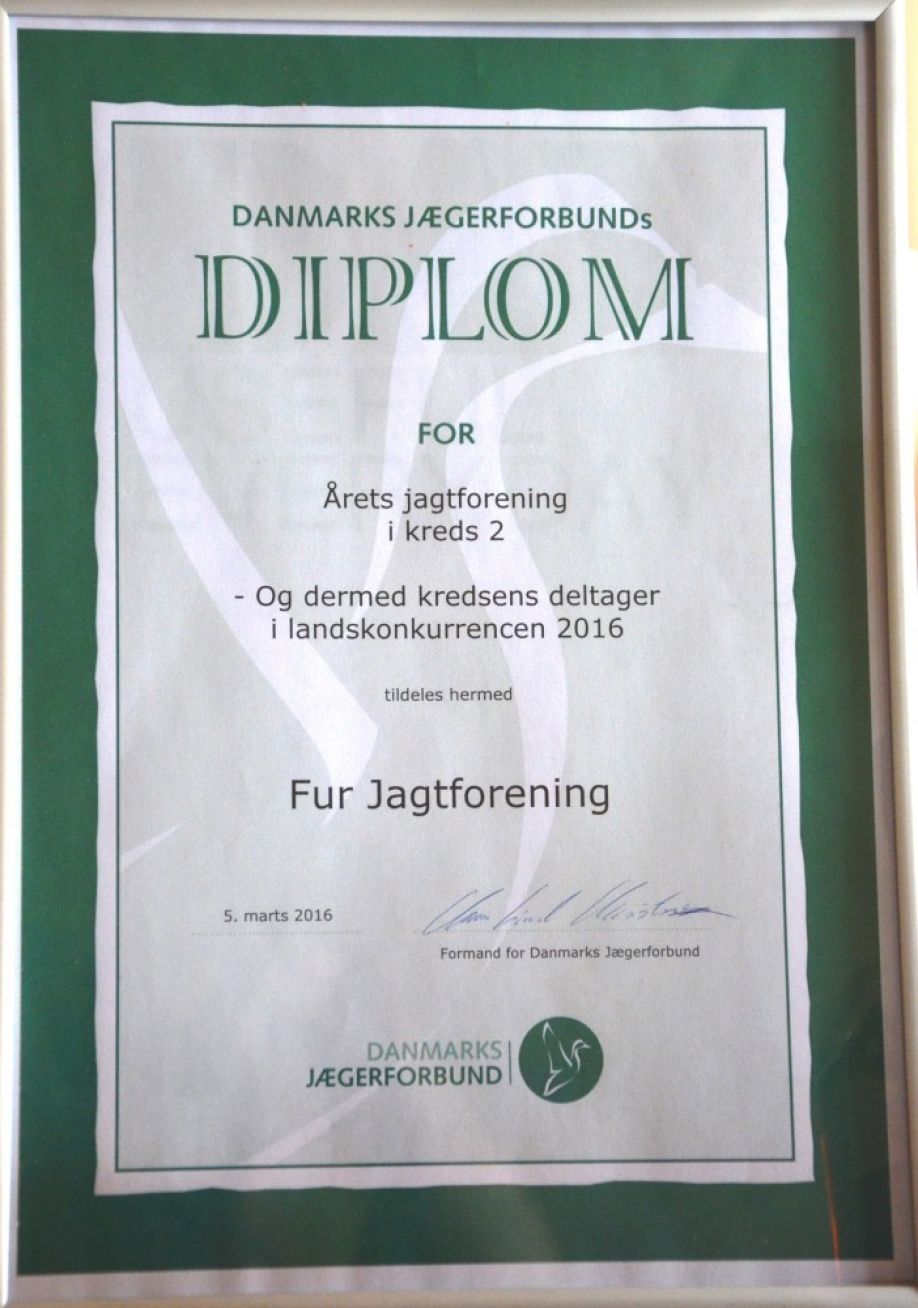 DANMARKS JÆGERFORBUNDs
DIPLOM
FOR
Årets jagtforening
i kreds 2
- Og dermed kredsens deltager
i landskonkurrencen 2016
tildeles hermed
Fur Jagtforening
5. marts 2016
Formand for Danmarks Jægerforbund
DANMARKS
JÆGERFORBUND